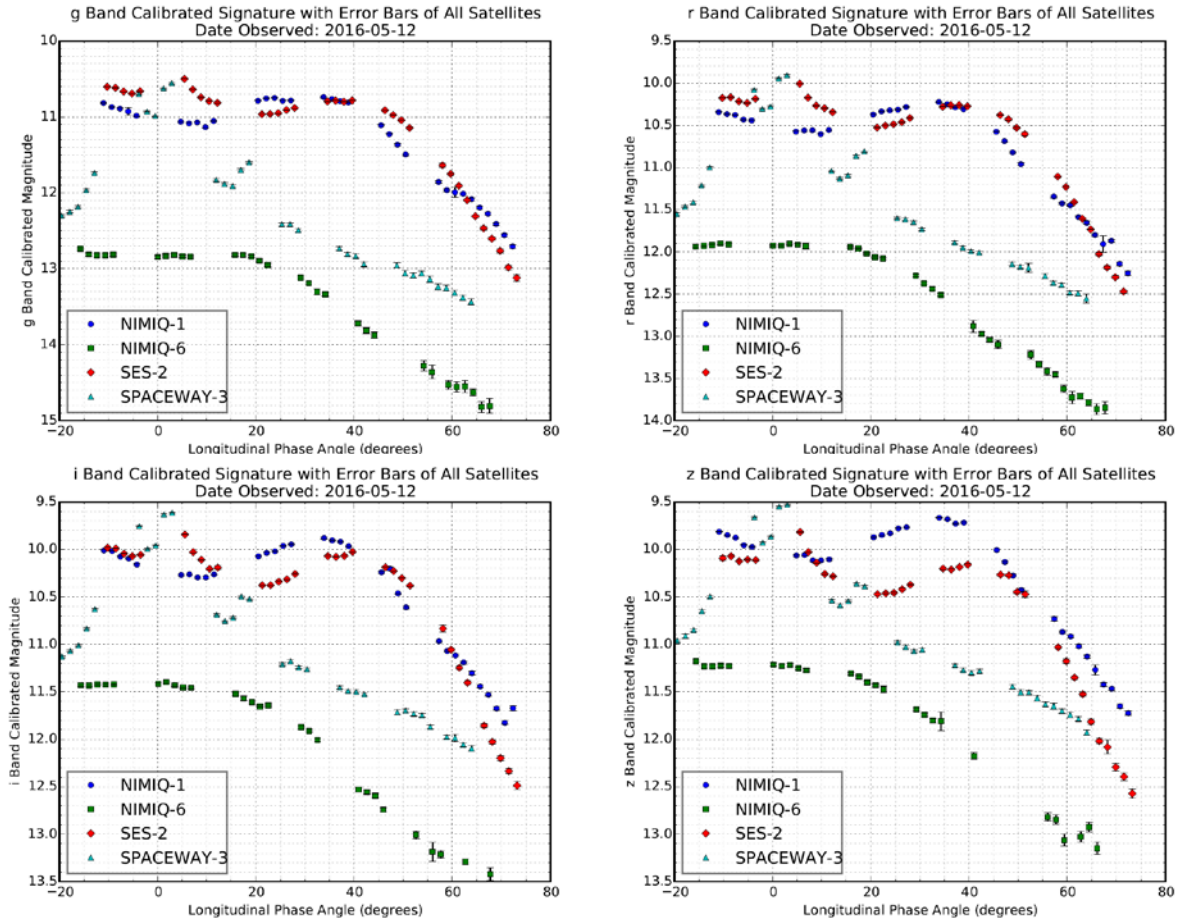 g Band Calibrated Signature with Error Bars of All Satellites
Date Observed: 2016-05-12
10
11
12
13
14
15
g Band Calibrated Magnitude
NIMIQ-1
NIMIQ-6
SES-2
SPACEWAY-3
−20 0 20 40 60 80
Longitudinal Phase Angle (degrees)
r Band Calibrated Signature with Error Bars of All Satellites
Date Observed: 2016-05-12
9.5
10.0
10.5
11.0
11.5
12.0
12.5
13.0
13.5
14.0
r Band Calibrated Magnitude
NIMIQ-1
NIMIQ-6
SES-2
SPACEWAY-3
−20 0 20 40 60 80
Longitudinal Phase Angle (degrees)
i Band Calibrated Signature with Error Bars of All Satellites
Date Observed: 2016-05-12
9.5
10.0
10.5
11.0
11.5
12.0
12.5
13.0
13.5
i Band Calibrated Magnitude
NIMIQ-1
NIMIQ-6
SES-2
SPACEWAY-3
−20 0 20 40 60 80
Longitudinal Phase Angle (degrees)
z Band Calibrated Signature with Error Bars of All Satellites
Date Observed: 2016-05-12
9.5
10.0
10.5
11.0
11.5
12.0
12.5
13.0
13.5
z Band Calibrated Magnitude
NIMIQ-1
NIMIQ-6
SES-2
SPACEWAY-3
−20 0 20 40 60 80
Longitudinal Phase Angle (degrees)